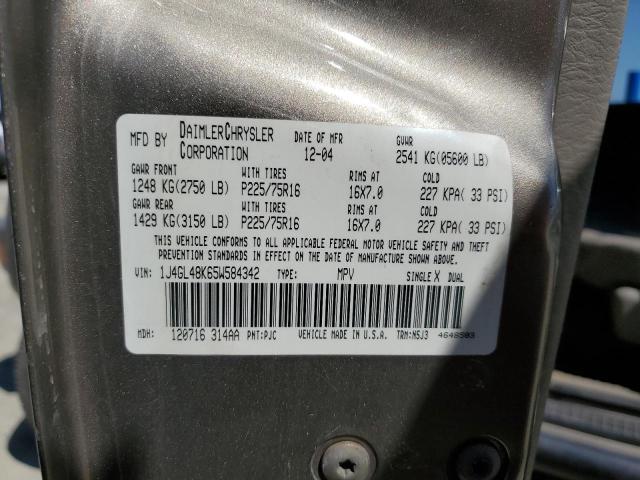 MFD BY DAIMLERCHRYSLER CORPORATION DATE OF MFR 12-04 GVWR 2541 KG(05600 LB)
GAWR FRONT WITH TIRES RIMS AT COLD
1248 KG(2750 LB) P225/75R16 16X7.0 227 KPA( 33 PSI)
GAWR REAR WITH TIRES RIMS AT COLD
1429 KG(3150 LB) P225/75R16 16X7.0 227 KPA( 33 PSI)
THIS VEHICLE CONFORMS TO ALL APPLICABLE FEDERAL MOTOR VEHICLE SAFETY AND THEFT
PREVENTION STANDARDS IN EFFECT ON THE DATE OF MANUFACTURE SHOWN ABOVE.
VIN: 1J4GL48K65W584342 TYPE: MPV SINGLE X DUAL
MDH: 120716 314AA PNT:PJC VEHICLE MADE IN U.S.A. TRM:N5J3 4648503